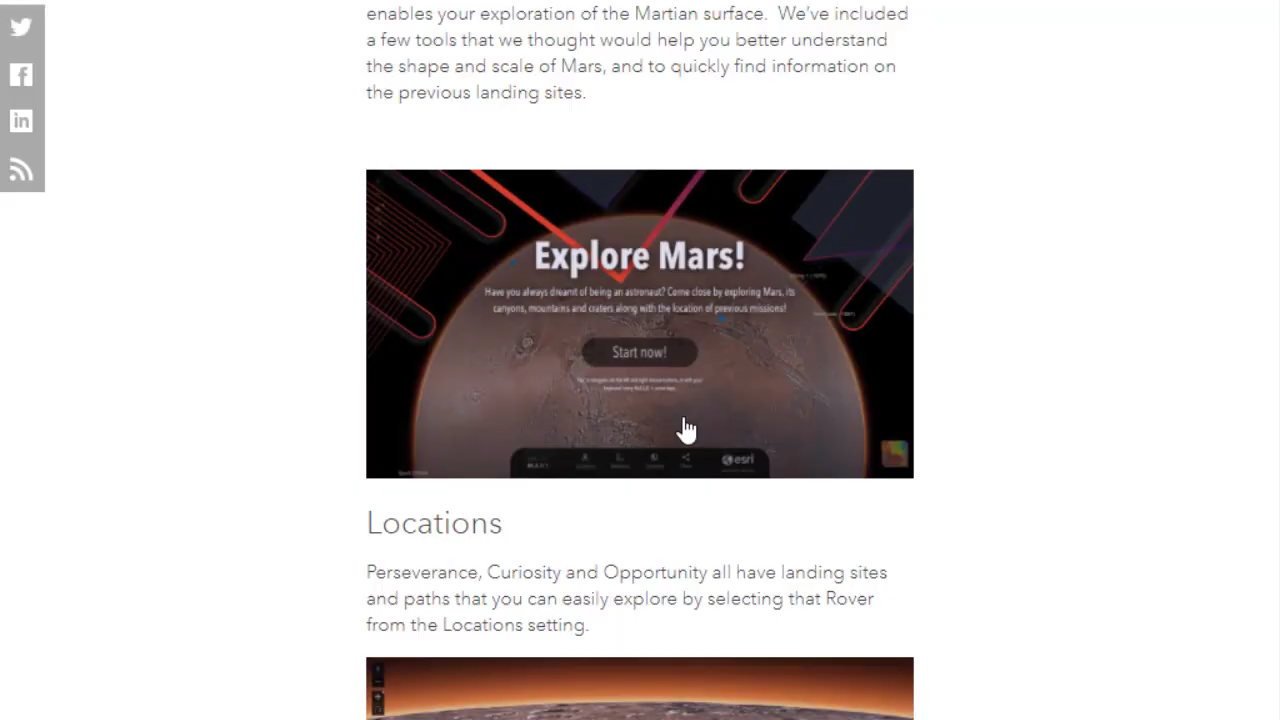 enables your exploration of the Martian surface.  We've included
a few tools that we thought would help you better understand
the shape and scale of Mars, and to quickly find information on
the previous landing sites.
in
Explore Mars!
Have you always dreamt of being an astronaut? Come close by exploring Mars, its
canyons, mountains and craters along with the location of previous missions!
Start now!
MARS
esri
Locations
Perseverance, Curiosity and Opportunity all have landing sites
and paths that you can easily explore by selecting that Rover
from the Locations setting.